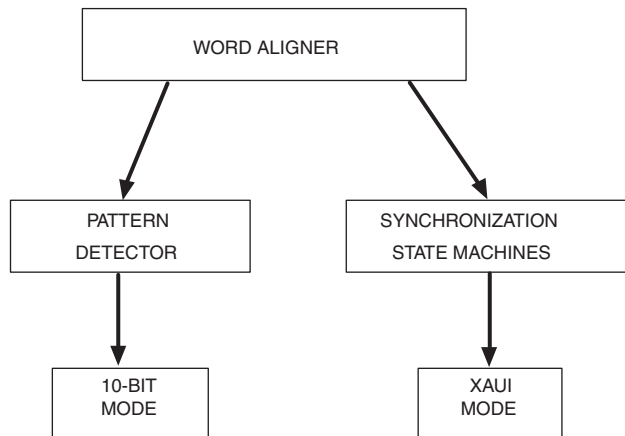 WORD ALIGNER
PATTERN
DETECTOR
SYNCHRONIZATION
STATE MACHINES
10-BIT
MODE
XAUI
MODE